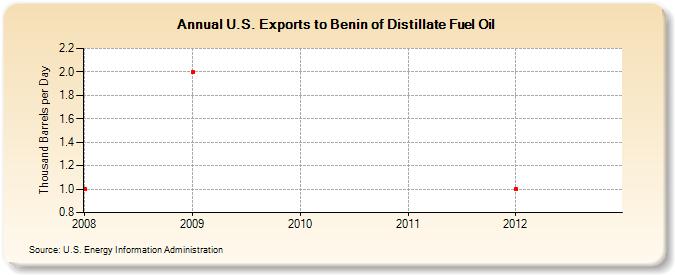 Annual U.S. Exports to Benin of Distillate Fuel Oil
Thousand Barrels per Day
2.2
2.0
1.8
1.6
1.4
1.2
1.0
0.8
2008 2009 2010 2011 2012
Source: U.S. Energy Information Administration